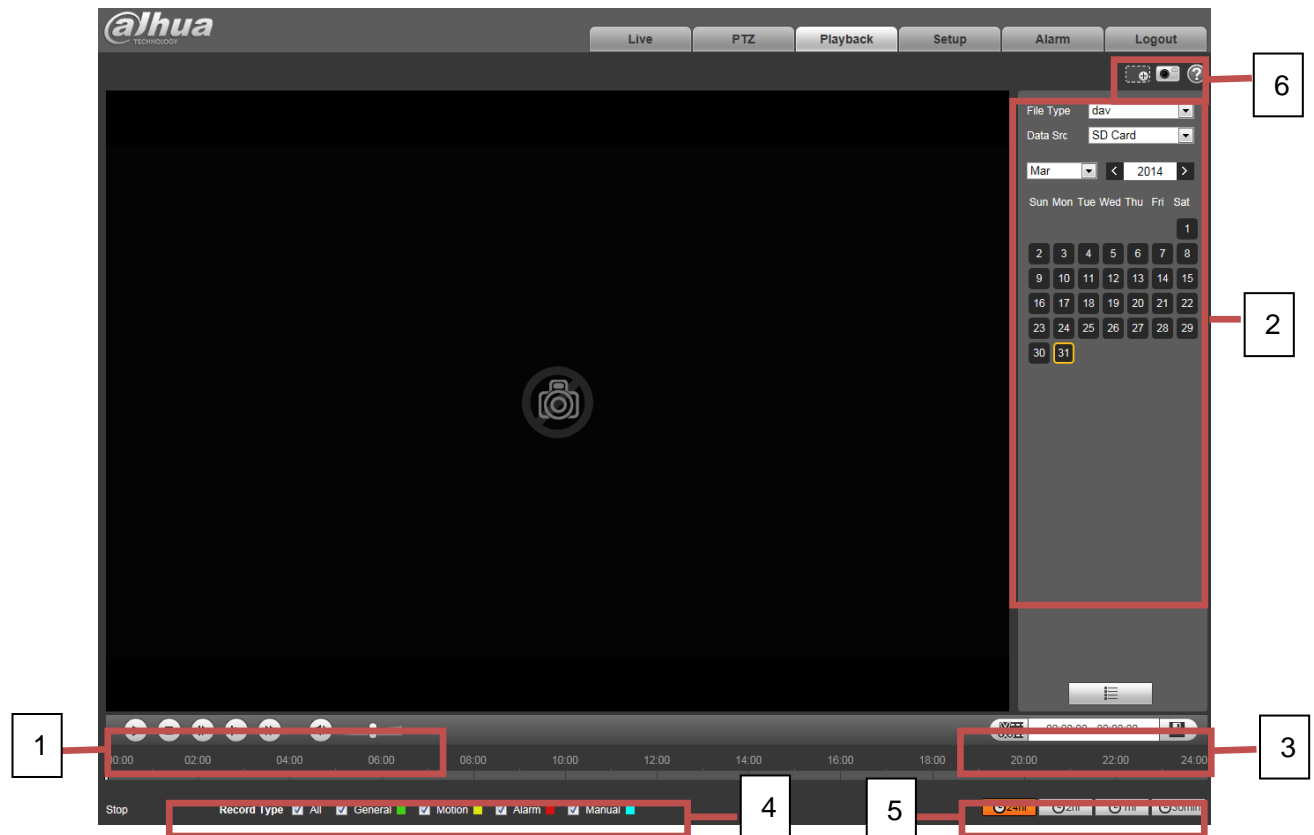 alhua
TECHNOLOGY
Live PTZ Playback Setup Alarm Logout
6
File Type dav
Data Src SD Card
Mar 2014
Sun Mon Tue Wed Thu Fri Sat
1
2 3 4 5 6 7 8
9 10 11 12 13 14 15
16 17 18 19 20 21 22
23 24 25 26 27 28 29
30 31
2
1
3
00:00 02:00 04:00 06:00 08:00 10:00 12:00 14:00 16:00 18:00 20:00 22:00 24:00
4
5
Stop Record Type All General Motion Alarm Manual
24hr 2hr 1hr 30min